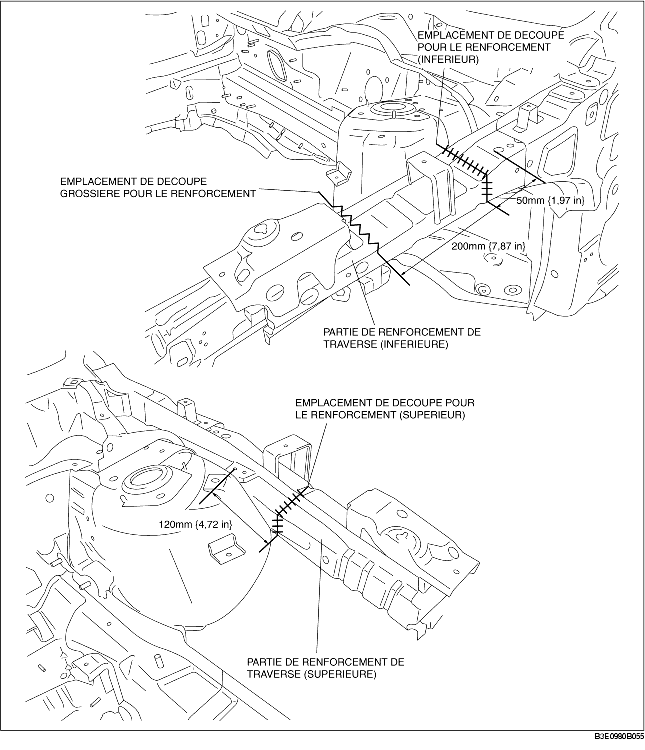 EMPLACEMENT DE DECOUPE
POUR LE RENFORCEMENT
(INFERIEUR)
EMPLACEMENT DE DECOUPE
GROSSIERE POUR LE RENFORCEMENT
50mm {1,97 in}
200mm {7,87 in}
PARTIE DE RENFORCEMENT DE
TRAVERSE (INFERIEURE)
EMPLACEMENT DE DECOUPE POUR
LE RENFORCEMENT (SUPERIEUR)
120mm {4,72 in}
PARTIE DE RENFORCEMENT DE
TRAVERSE (SUPERIEURE)
B3E0980B055